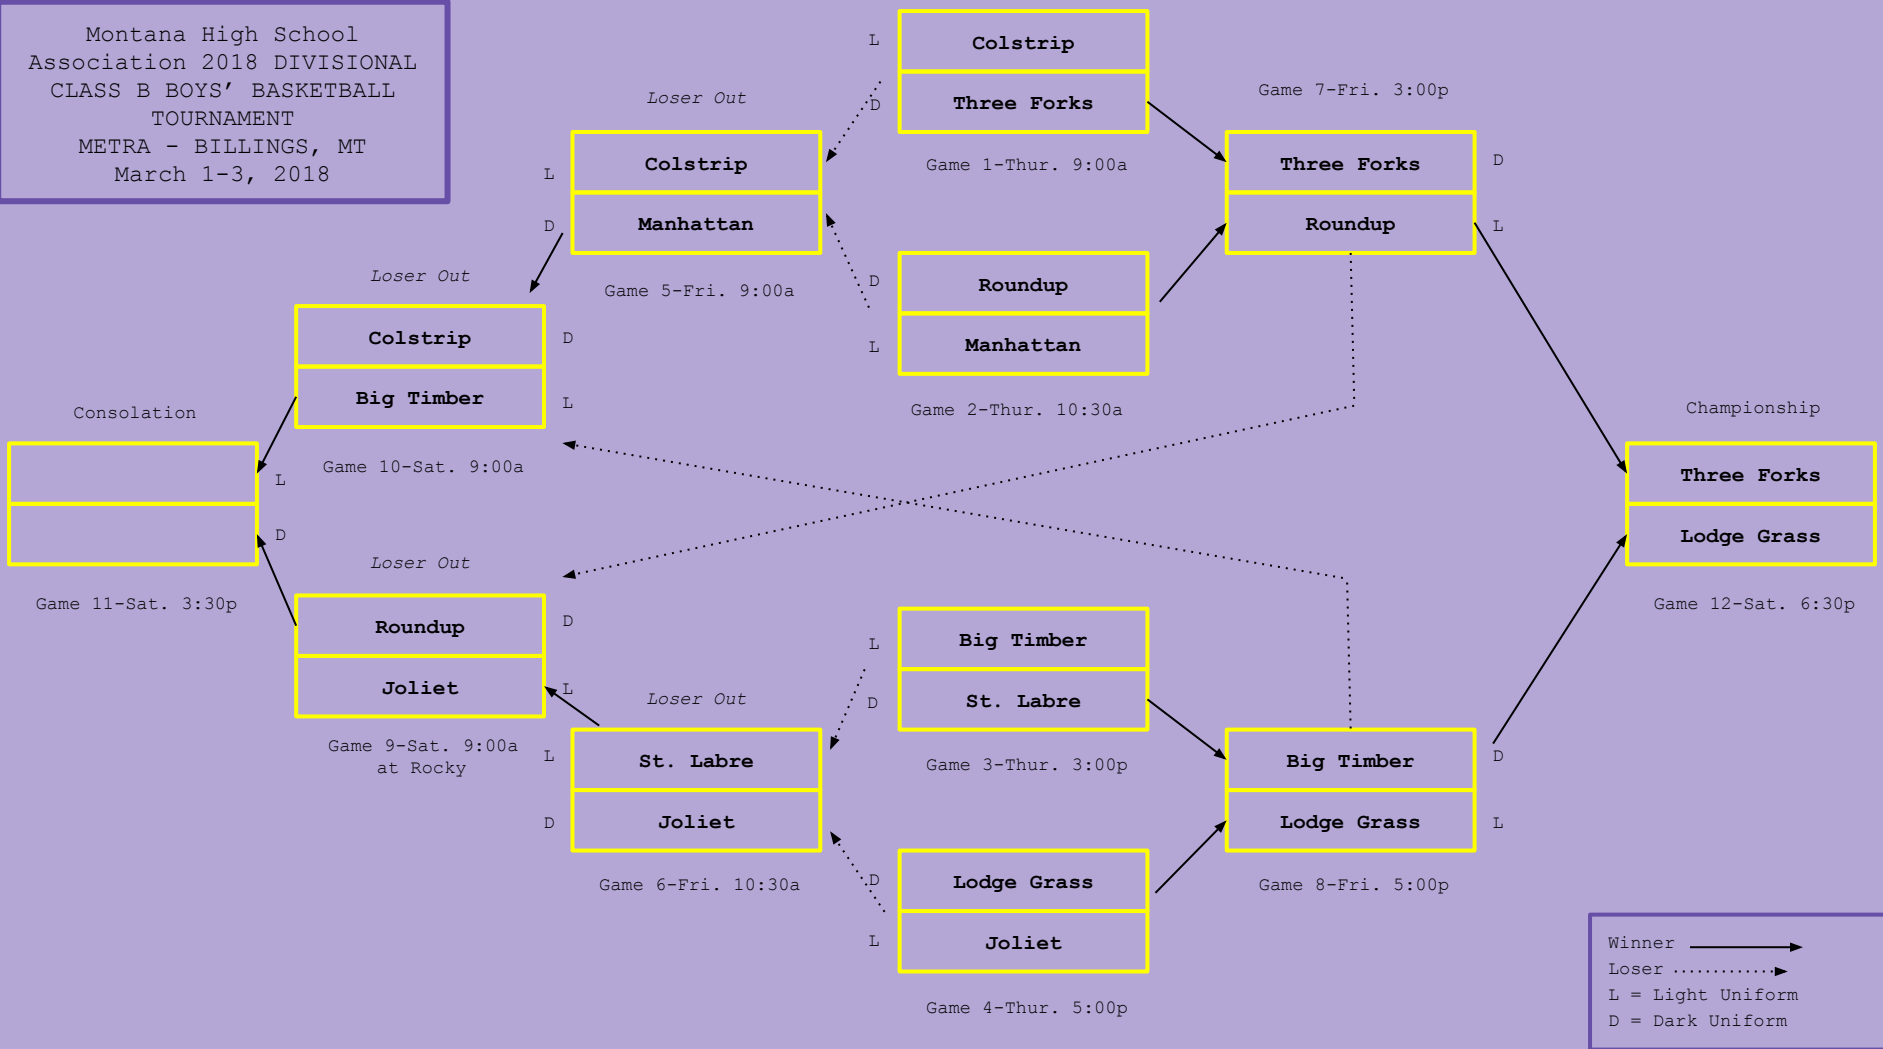 Montana High School
Association 2018 DIVISIONAL
CLASS B BOYS’ BASKETBALL
TOURNAMENT
METRA - BILLINGS, MT
March 1-3, 2018
L
Colstrip
D
Three Forks
Game 1-Thur. 9:00a
Loser Out
L
Colstrip
D
Manhattan
Game 5-Fri. 9:00a
D
Roundup
L
Manhattan
Game 2-Thur. 10:30a
Game 7-Fri. 3:00p
Three Forks
D
Roundup
L
Loser Out
Colstrip
D
Big Timber
L
Game 10-Sat. 9:00a
Consolation
L
D
Game 11-Sat. 3:30p
Championship
Three Forks
Lodge Grass
Game 12-Sat. 6:30p
Loser Out
Roundup
D
Joliet
L
Game 9-Sat. 9:00a
at Rocky
Loser Out
L
St. Labre
D
Joliet
Game 6-Fri. 10:30a
L
Big Timber
D
St. Labre
Game 3-Thur. 3:00p
D
Lodge Grass
L
Joliet
Game 4-Thur. 5:00p
Big Timber
D
Lodge Grass
L
Game 8-Fri. 5:00p
Winner
Loser
L = Light Uniform
D = Dark Uniform